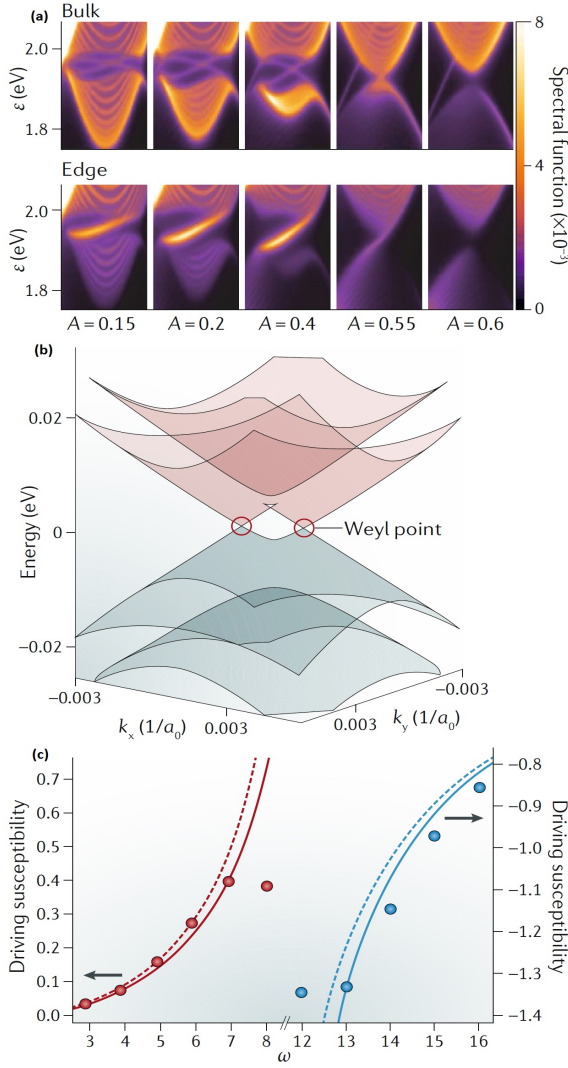 (a) Bulk
2.0
1.8
ε (eV)
Edge
2.0
1.8
ε (eV)
A = 0.15 A = 0.2 A = 0.4 A = 0.55 A = 0.6
8
4
0
Spectral function (×10⁻³)
(b)
0.02
0
−0.02
Energy (eV)
Weyl point
−0.003
0.003
kₓ (1/a₀)
0.003
−0.003
k_y (1/a₀)
(c)
0.7
0.6
0.5
0.4
0.3
0.2
0.1
0.0
Driving susceptibility
−0.8
−0.9
−1.0
−1.1
−1.2
−1.3
−1.4
Driving susceptibility
3 4 5 6 7 8 12 13 14 15 16
ω